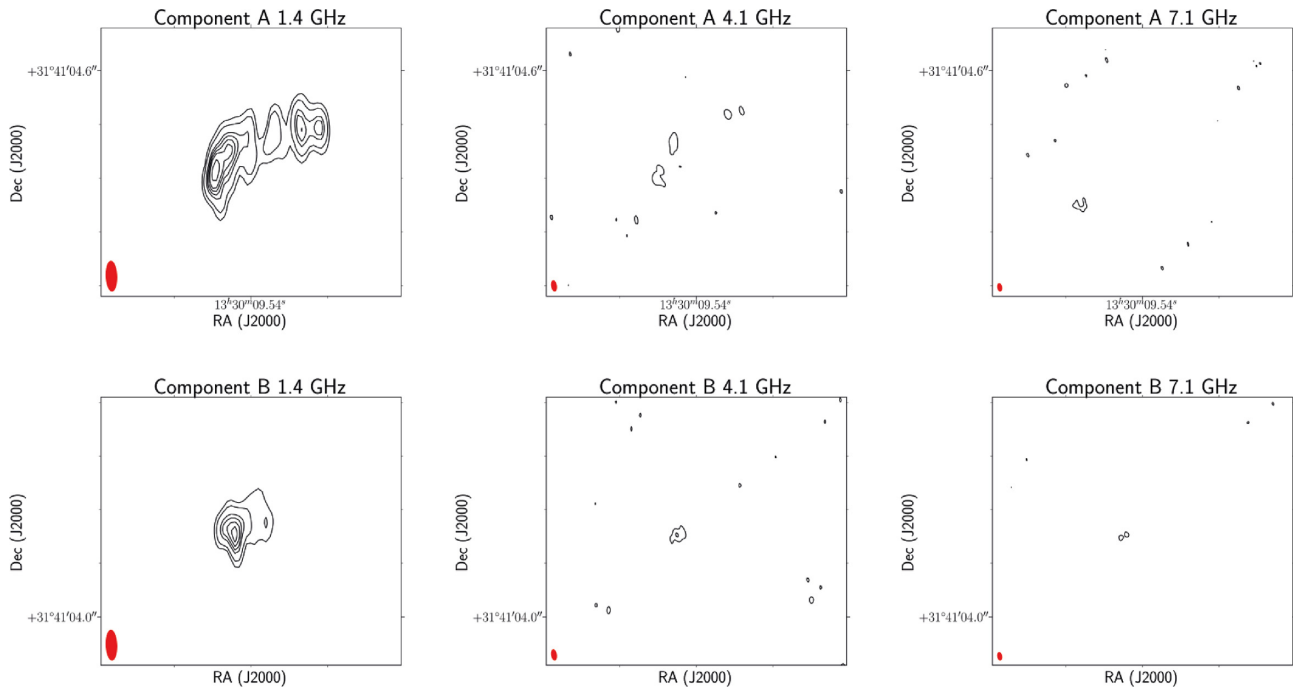 Component A 1.4 GHz
Component A 4.1 GHz
Component A 7.1 GHz
+31°41′04.6″
+31°41′04.6″
+31°41′04.6″
Dec (J2000)
Dec (J2000)
Dec (J2000)
13ʰ30ᵐ09.54ˢ
13ʰ30ᵐ09.54ˢ
13ʰ30ᵐ09.54ˢ
RA (J2000)
RA (J2000)
RA (J2000)
Component B 1.4 GHz
Component B 4.1 GHz
Component B 7.1 GHz
Dec (J2000)
Dec (J2000)
Dec (J2000)
+31°41′04.0″
+31°41′04.0″
+31°41′04.0″
RA (J2000)
RA (J2000)
RA (J2000)